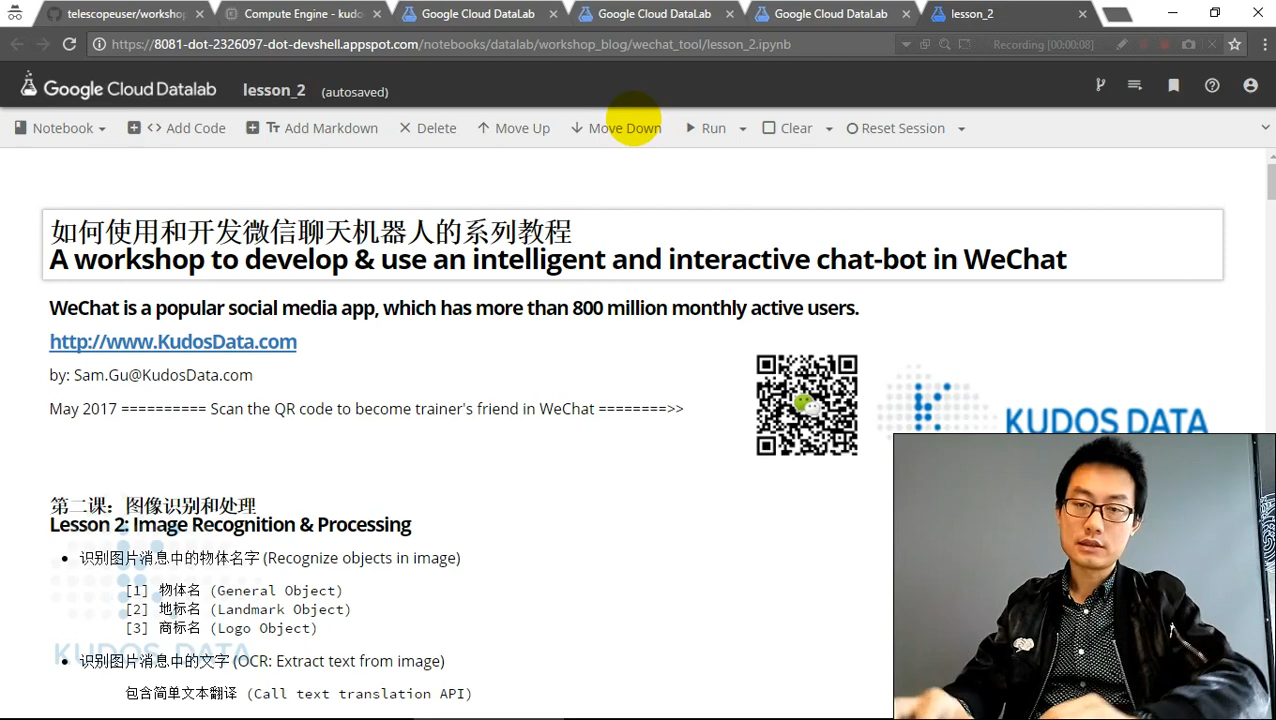 telescopeuser/workshop
Compute Engine - kudo
Google Cloud DataLab
Google Cloud DataLab
Google Cloud DataLab
lesson_2
https://8081-dot-2326097-dot-devshell.appspot.com/notebooks/datalab/workshop_blog/wechat_tool/lesson_2.ipynb
Recording [00:00:08]
Google Cloud Datalab
lesson_2
(autosaved)
Notebook
Add Code
Add Markdown
Delete
Move Up
Move Down
Run
Clear
Reset Session
如何使用和开发微信聊天机器人的系列教程
A workshop to develop & use an intelligent and interactive chat-bot in WeChat
WeChat is a popular social media app, which has more than 800 million monthly active users.
http://www.KudosData.com
by: Sam.Gu@KudosData.com
May 2017 ========== Scan the QR code to become trainer's friend in WeChat ========>>
KUDOS DATA
第二课：图像识别和处理
Lesson 2: Image Recognition & Processing
• 识别图片消息中的物体名字 (Recognize objects in image)
[1] 物体名 (General Object)
[2] 地标名 (Landmark Object)
[3] 商标名 (Logo Object)
• 识别图片消息中的文字 (OCR: Extract text from image)
包含简单文本翻译 (Call text translation API)
KUDOS DATA